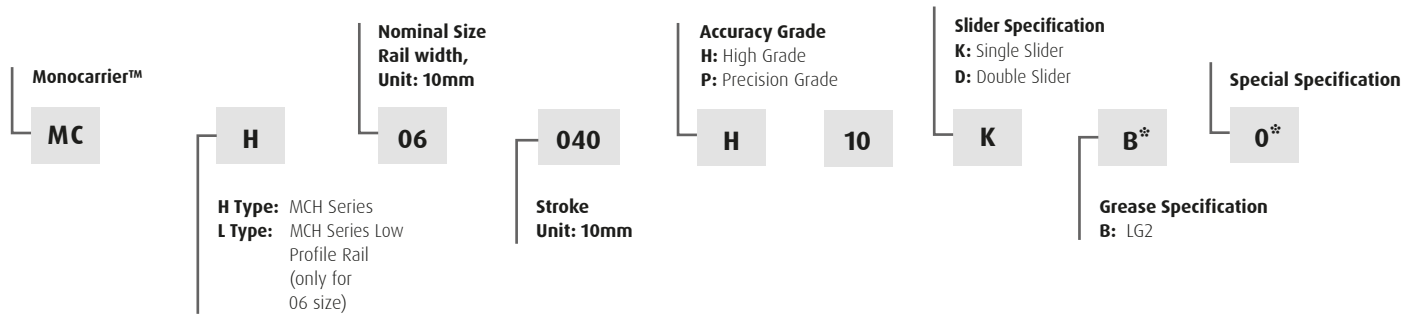 Monocarrier™
MC
H
H Type: MCH Series
L Type: MCH Series Low
Profile Rail
(only for
06 size)
Nominal Size
Rail width,
Unit: 10mm
06
040
Stroke
Unit: 10mm
Accuracy Grade
H: High Grade
P: Precision Grade
H
10
Slider Specification
K: Single Slider
D: Double Slider
K
B*
Grease Specification
B: LG2
Special Specification
0*